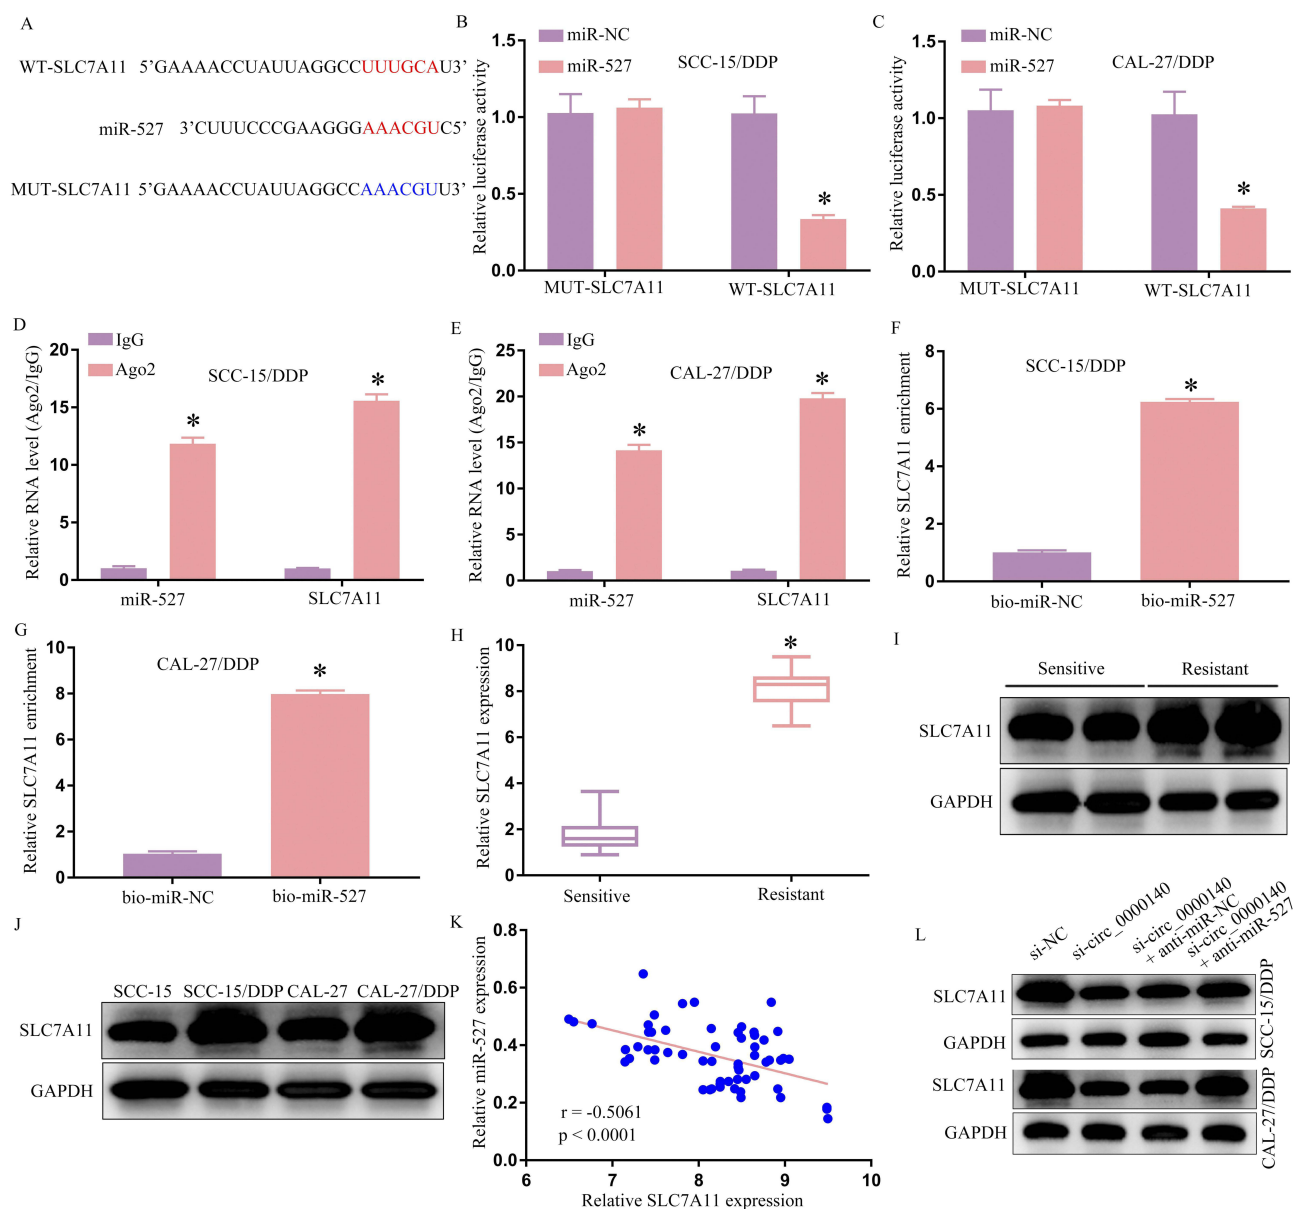 A
WT-SLC7A11 5'GAAAACCUAUUAGGCCUUUGCAU3'
miR-527 3'CUUUCCCGAAGGGAAACGUC5'
MUT-SLC7A11 5'GAAAACCUAUUAGGCCAAACGUU3'
B
miR-NC
miR-527
SCC-15/DDP
Relative luciferase activity
1.5
1.0
0.5
0.0
*
MUT-SLC7A11 WT-SLC7A11
C
miR-NC
miR-527
CAL-27/DDP
Relative luciferase activity
1.5
1.0
0.5
0.0
*
MUT-SLC7A11 WT-SLC7A11
D
IgG
Ago2
SCC-15/DDP
Relative RNA level (Ago2/IgG)
20
15
10
5
0
* *
miR-527 SLC7A11
E
IgG
Ago2
CAL-27/DDP
Relative RNA level (Ago2/IgG)
25
20
15
10
5
0
* *
miR-527 SLC7A11
F
SCC-15/DDP
Relative SLC7A11 enrichment
8
6
4
2
0
*
bio-miR-NC bio-miR-527
G
CAL-27/DDP
Relative SLC7A11 enrichment
10
8
6
4
2
0
*
bio-miR-NC bio-miR-527
H
Relative SLC7A11 expression
10
8
6
4
2
0
*
Sensitive Resistant
I
Sensitive Resistant
SLC7A11
GAPDH
J
SCC-15 SCC-15/DDP CAL-27 CAL-27/DDP
SLC7A11
GAPDH
K
Relative miR-527 expression
0.8
0.6
0.4
0.2
0.0
r = -0.5061
p < 0.0001
6 7 8 9 10
Relative SLC7A11 expression
L
si-NC
si-circ_0000140
si-circ_0000140
+ anti-miR-NC
si-circ_0000140
+ anti-miR-527
SLC7A11
GAPDH
SCC-15/DDP
SLC7A11
GAPDH
CAL-27/DDP